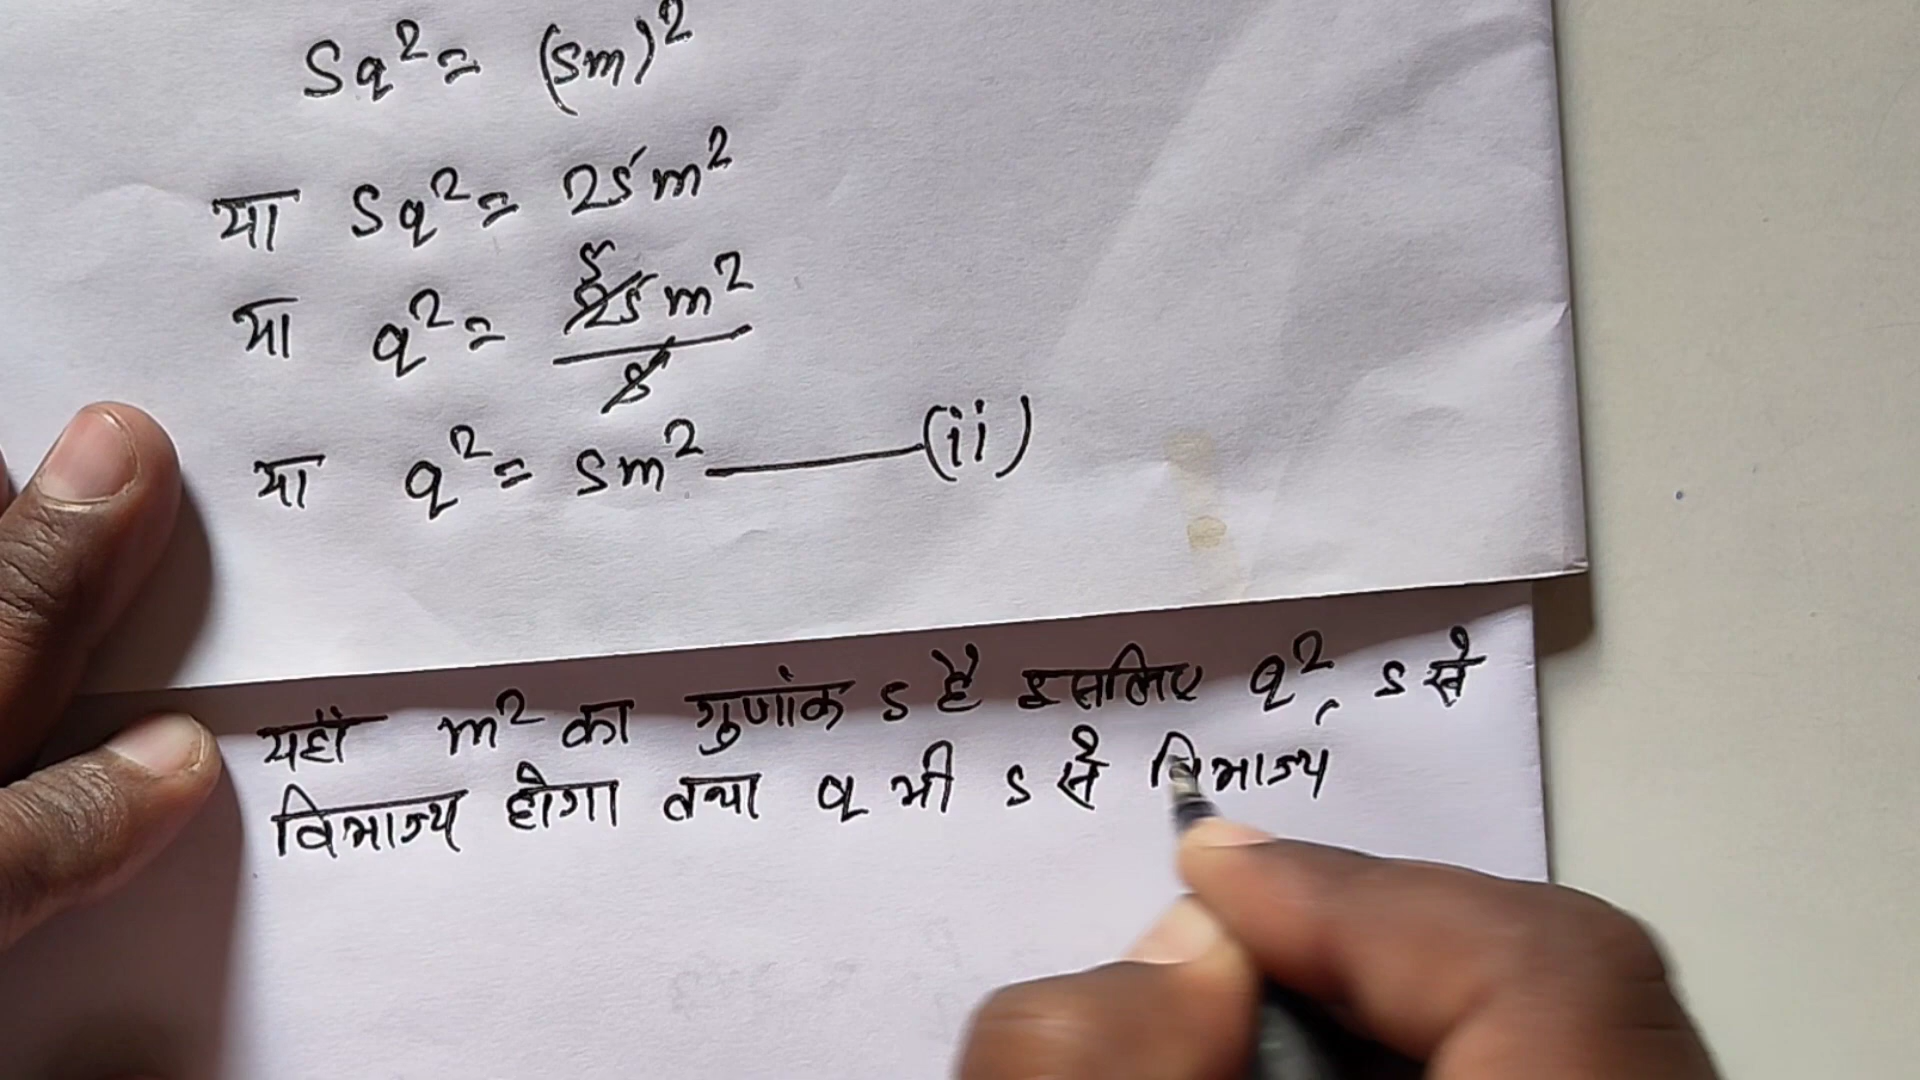 5q² = (5m)²
या 5q² = 25m²
या q² = 25m² / 5
या q² = 5m² ——— (ii)
यहाँ m² का गुणांक 5 है इसलिए q², 5 से
विभाज्य होगा तथा q भी 5 से विभाज्य